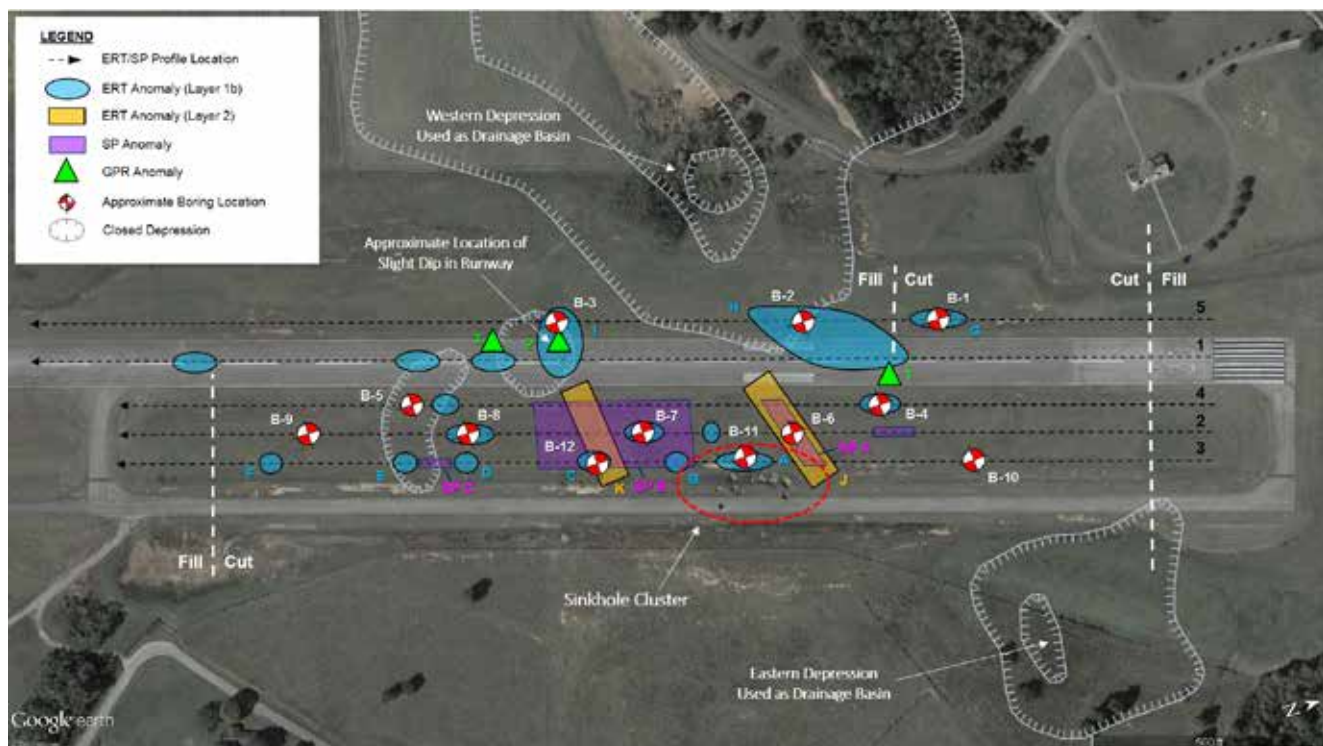 LEGEND
ERT/SP Profile Location
ERT Anomaly (Layer 1b)
ERT Anomaly (Layer 2)
SP Anomaly
GPR Anomaly
Approximate Boring Location
Closed Depression
Western Depression
Used as Drainage Basin
Approximate Location of
Slight Dip in Runway
Fill Cut
Cut Fill
B-3
H
B-2
B-1
5
I
G
2
1
B-5
B-4
4
B-9
B-8
B-7
B-11
B-6
2
B-12
3
E
D
C
K
B
A
J
B-10
Fill Cut
Sinkhole Cluster
Eastern Depression
Used as Drainage Basin
Google earth
Z